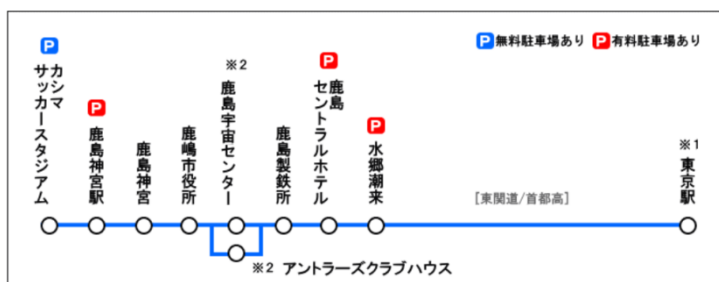 P無料駐車場あり P有料駐車場あり
P
カシマ
サッカースタジアム
P
鹿島神宮駅
鹿島神宮
鹿嶋市役所
※2
鹿島宇宙センター
鹿島製鉄所
P
鹿島
セントラルホテル
P
水郷潮来
[東関道/首都高]
※1
東京駅
※2 アントラーズクラブハウス